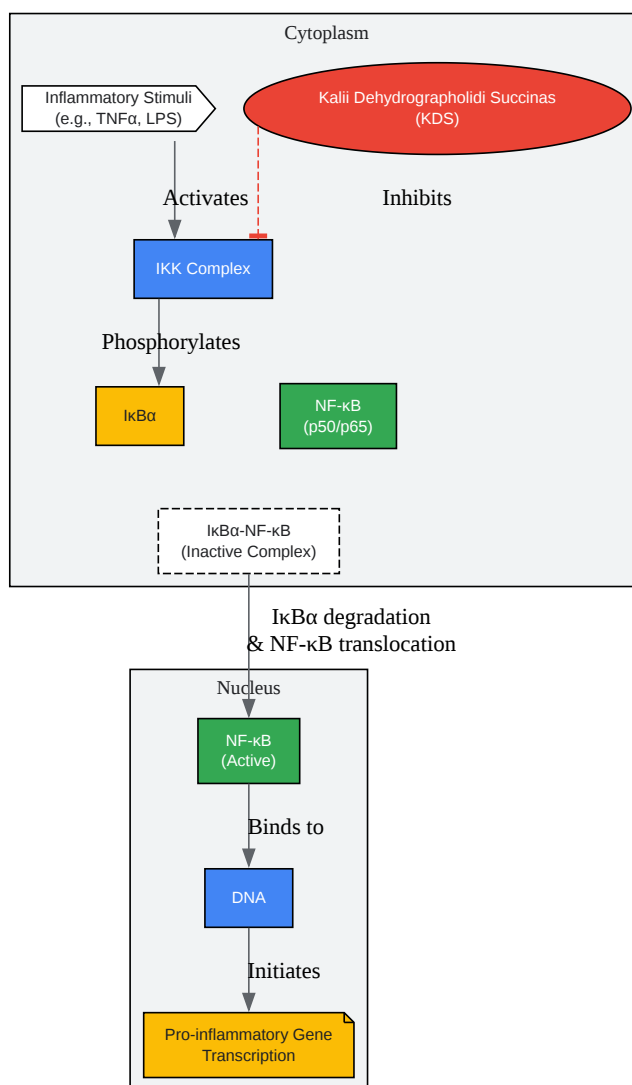 Cytoplasm
Inflammatory Stimuli
(e.g., TNFα, LPS)
Kalii Dehydrographolidi Succinas
(KDS)
Activates
Inhibits
IKK Complex
Phosphorylates
IκBα
NF-κB
(p50/p65)
IκBα-NF-κB
(Inactive Complex)
IκBα degradation
& NF-κB translocation
Nucleus
NF-κB
(Active)
Binds to
DNA
Initiates
Pro-inflammatory Gene
Transcription